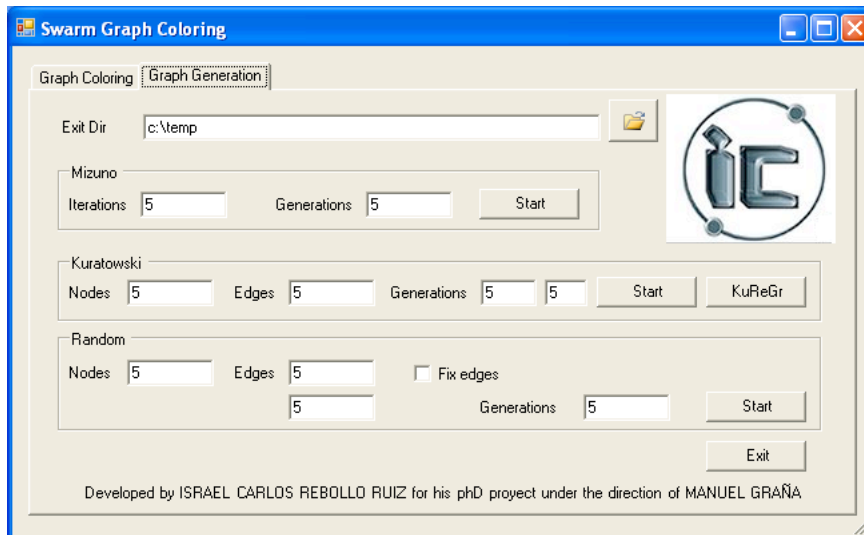 Swarm Graph Coloring
Graph Coloring Graph Generation
Exit Dir c:\temp
ic
Mizuno
Iterations 5 Generations 5 Start
Kuratowski
Nodes 5 Edges 5 Generations 5 5 Start KuReGr
Random
Nodes 5 Edges 5 Fix edges
5 Generations 5 Start
Exit
Developed by ISRAEL CARLOS REBOLLO RUIZ for his phD proyect under the direction of MANUEL GRAÑA